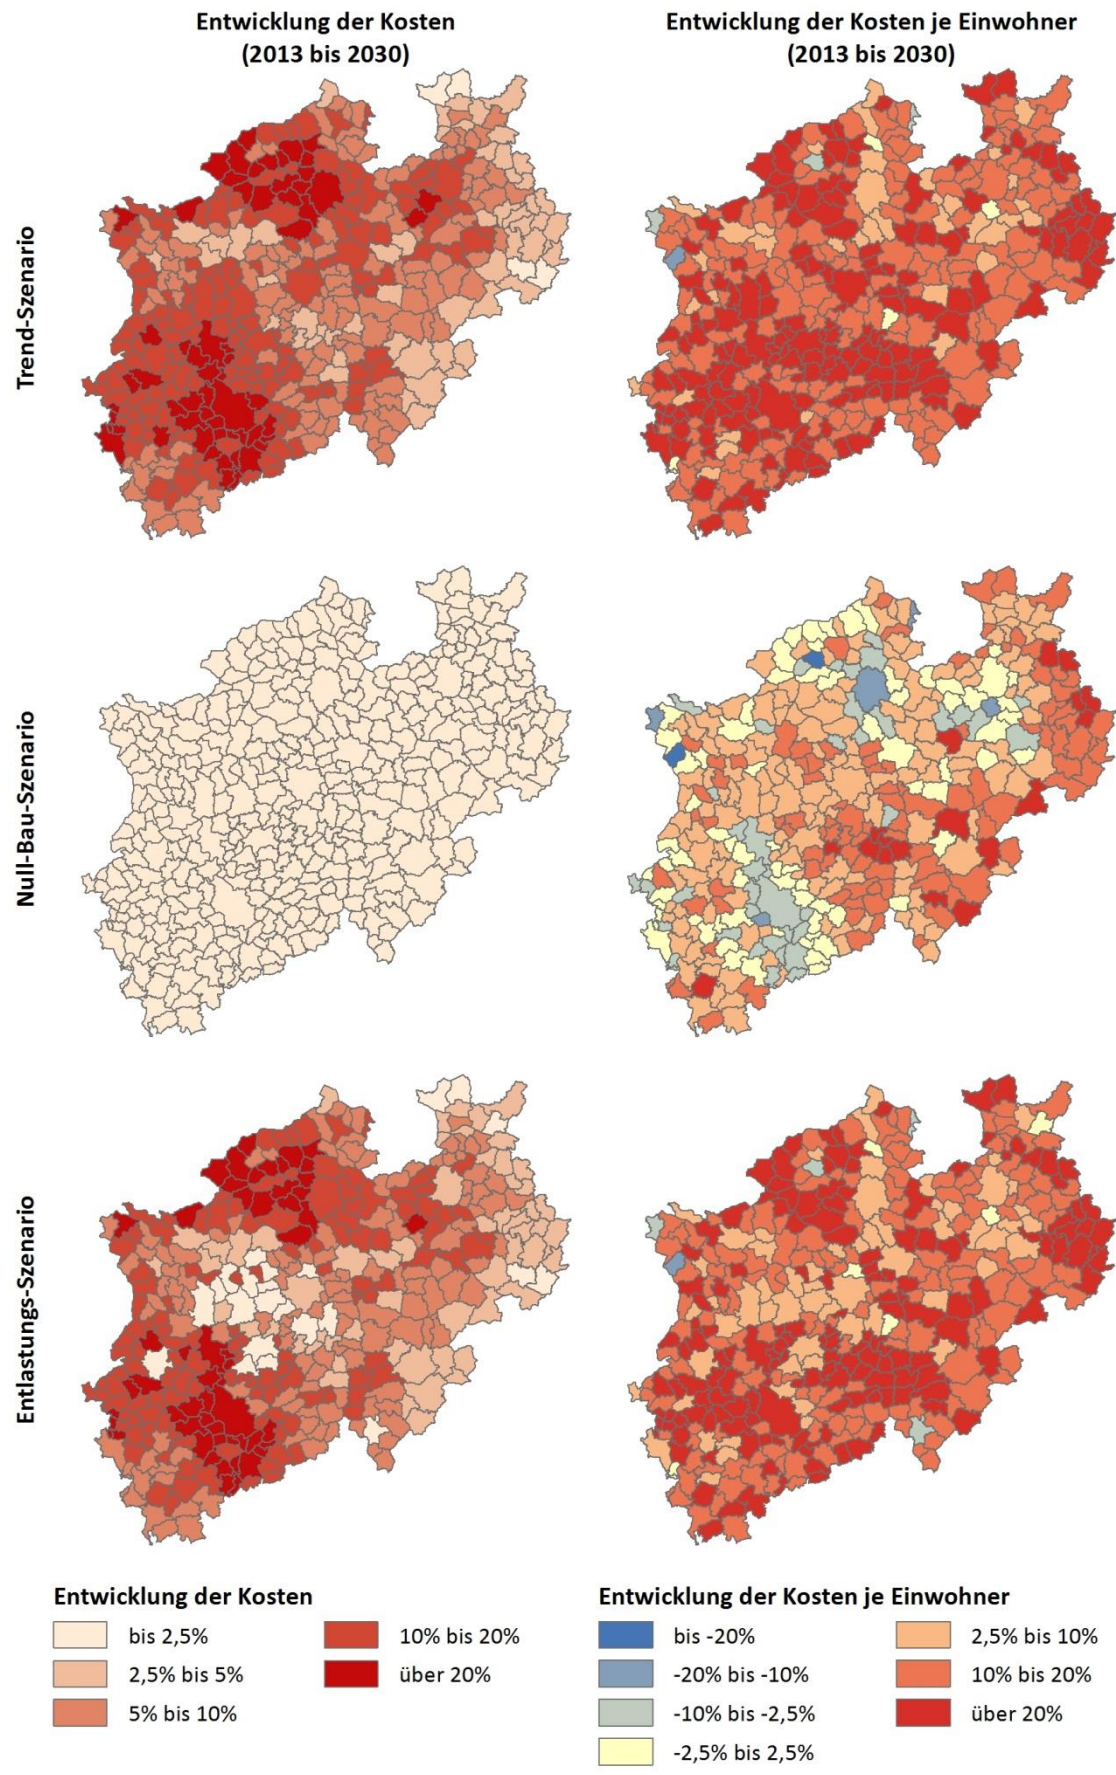 Entwicklung der Kosten
(2013 bis 2030)
Entwicklung der Kosten je Einwohner
(2013 bis 2030)
Trend-Szenario
Null-Bau-Szenario
Entlastungs-Szenario
Entwicklung der Kosten
bis 2,5%
2,5% bis 5%
5% bis 10%
10% bis 20%
über 20%
Entwicklung der Kosten je Einwohner
bis -20%
-20% bis -10%
-10% bis -2,5%
-2,5% bis 2,5%
2,5% bis 10%
10% bis 20%
über 20%